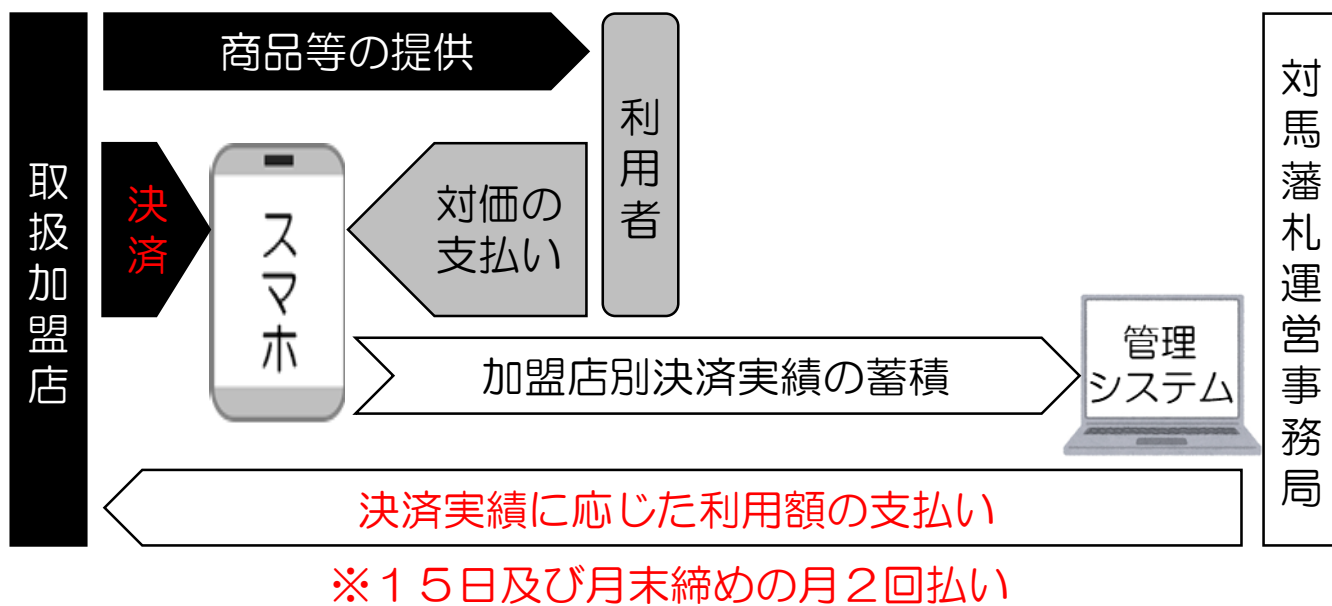 商品等の提供
取扱加盟店
決済
スマホ
対価の
支払い
利用者
加盟店別決済実績の蓄積
管理
システム
対馬藩札運営事務局
決済実績に応じた利用額の支払い
※１５日及び月末締めの月２回払い